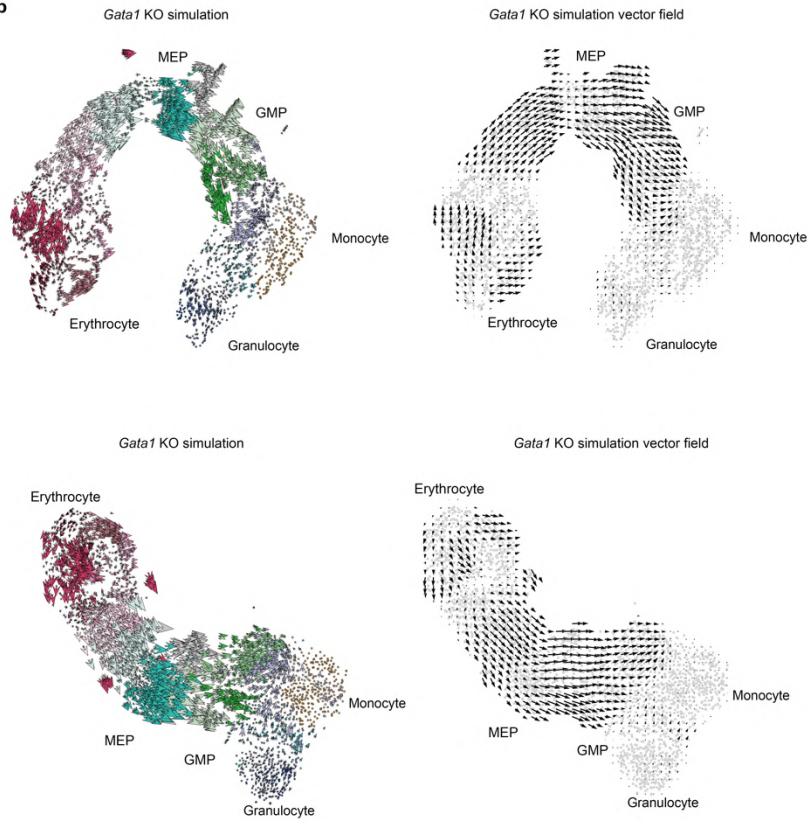 b
Gata1 KO simulation
Gata1 KO simulation vector field
MEP
MEP
GMP
GMP
Monocyte
Monocyte
Erythrocyte
Erythrocyte
Granulocyte
Granulocyte
Gata1 KO simulation
Gata1 KO simulation vector field
Erythrocyte
Erythrocyte
Monocyte
Monocyte
MEP
GMP
MEP
GMP
Granulocyte
Granulocyte